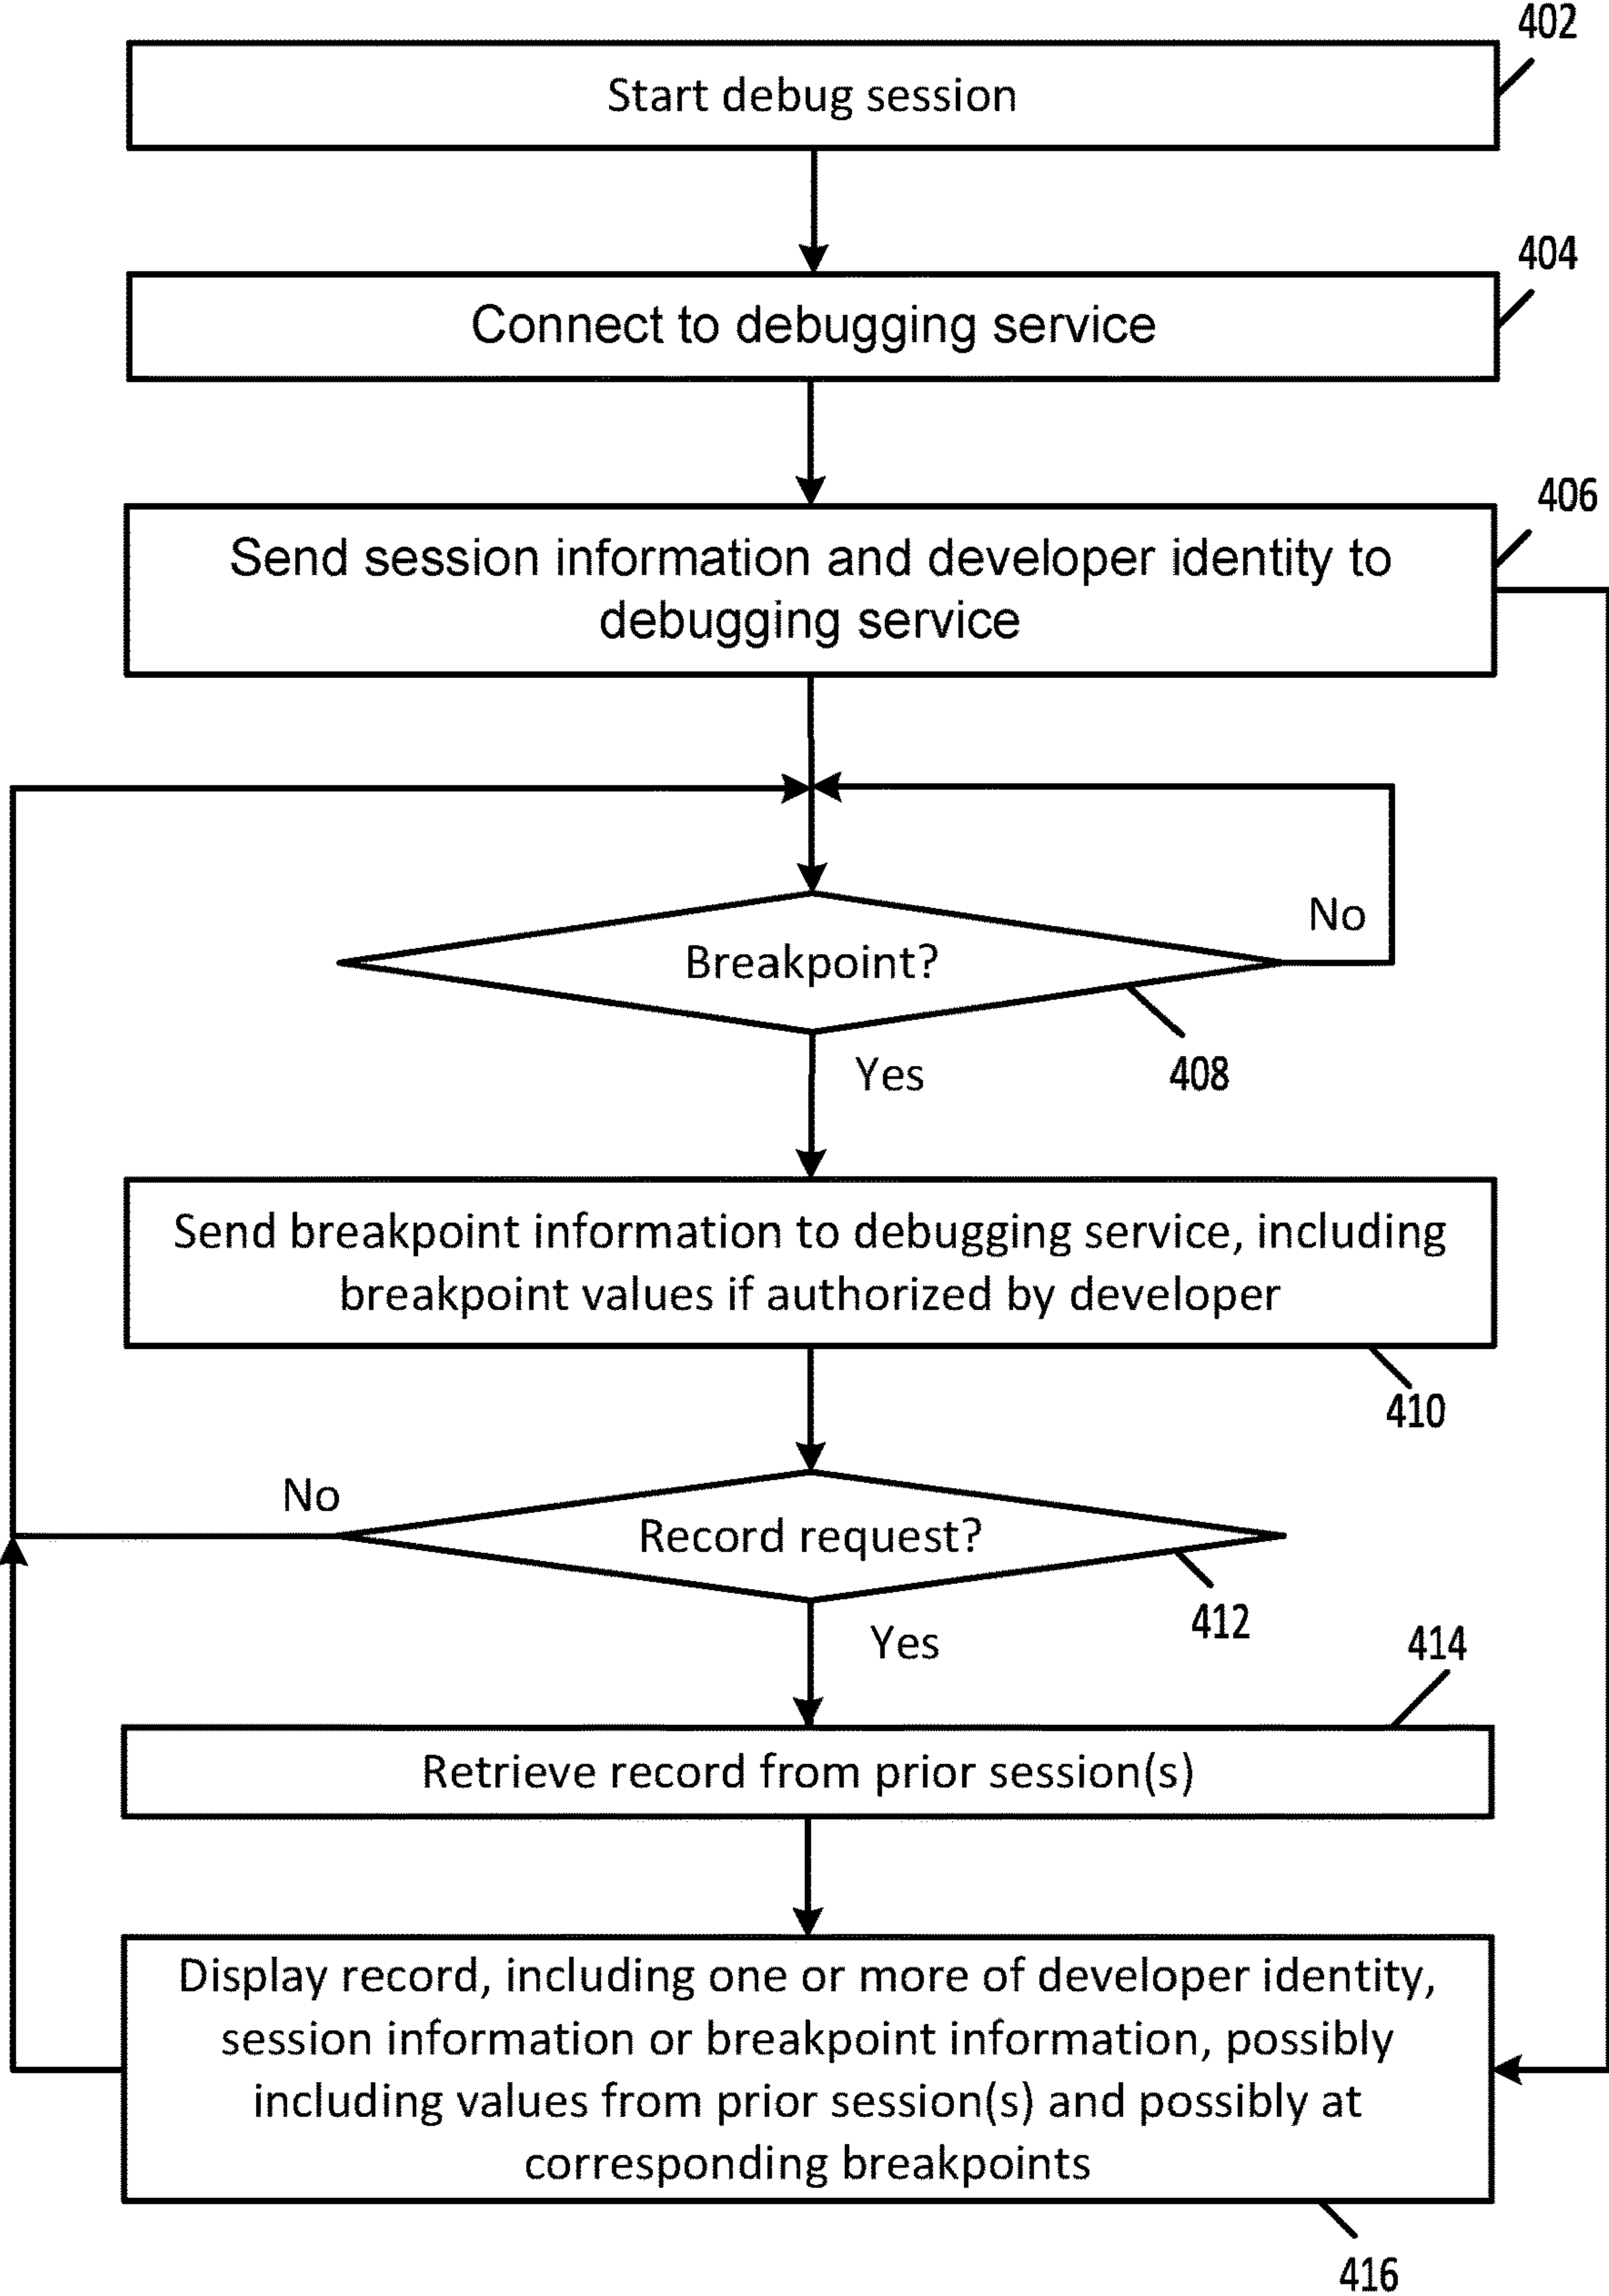 402
Start debug session
404
Connect to debugging service
406
Send session information and developer identity to
debugging service
No
Breakpoint?
Yes
408
Send breakpoint information to debugging service, including
breakpoint values if authorized by developer
410
No
Record request?
412
Yes
414
Retrieve record from prior session(s)
Display record, including one or more of developer identity,
session information or breakpoint information, possibly
including values from prior session(s) and possibly at
corresponding breakpoints
416